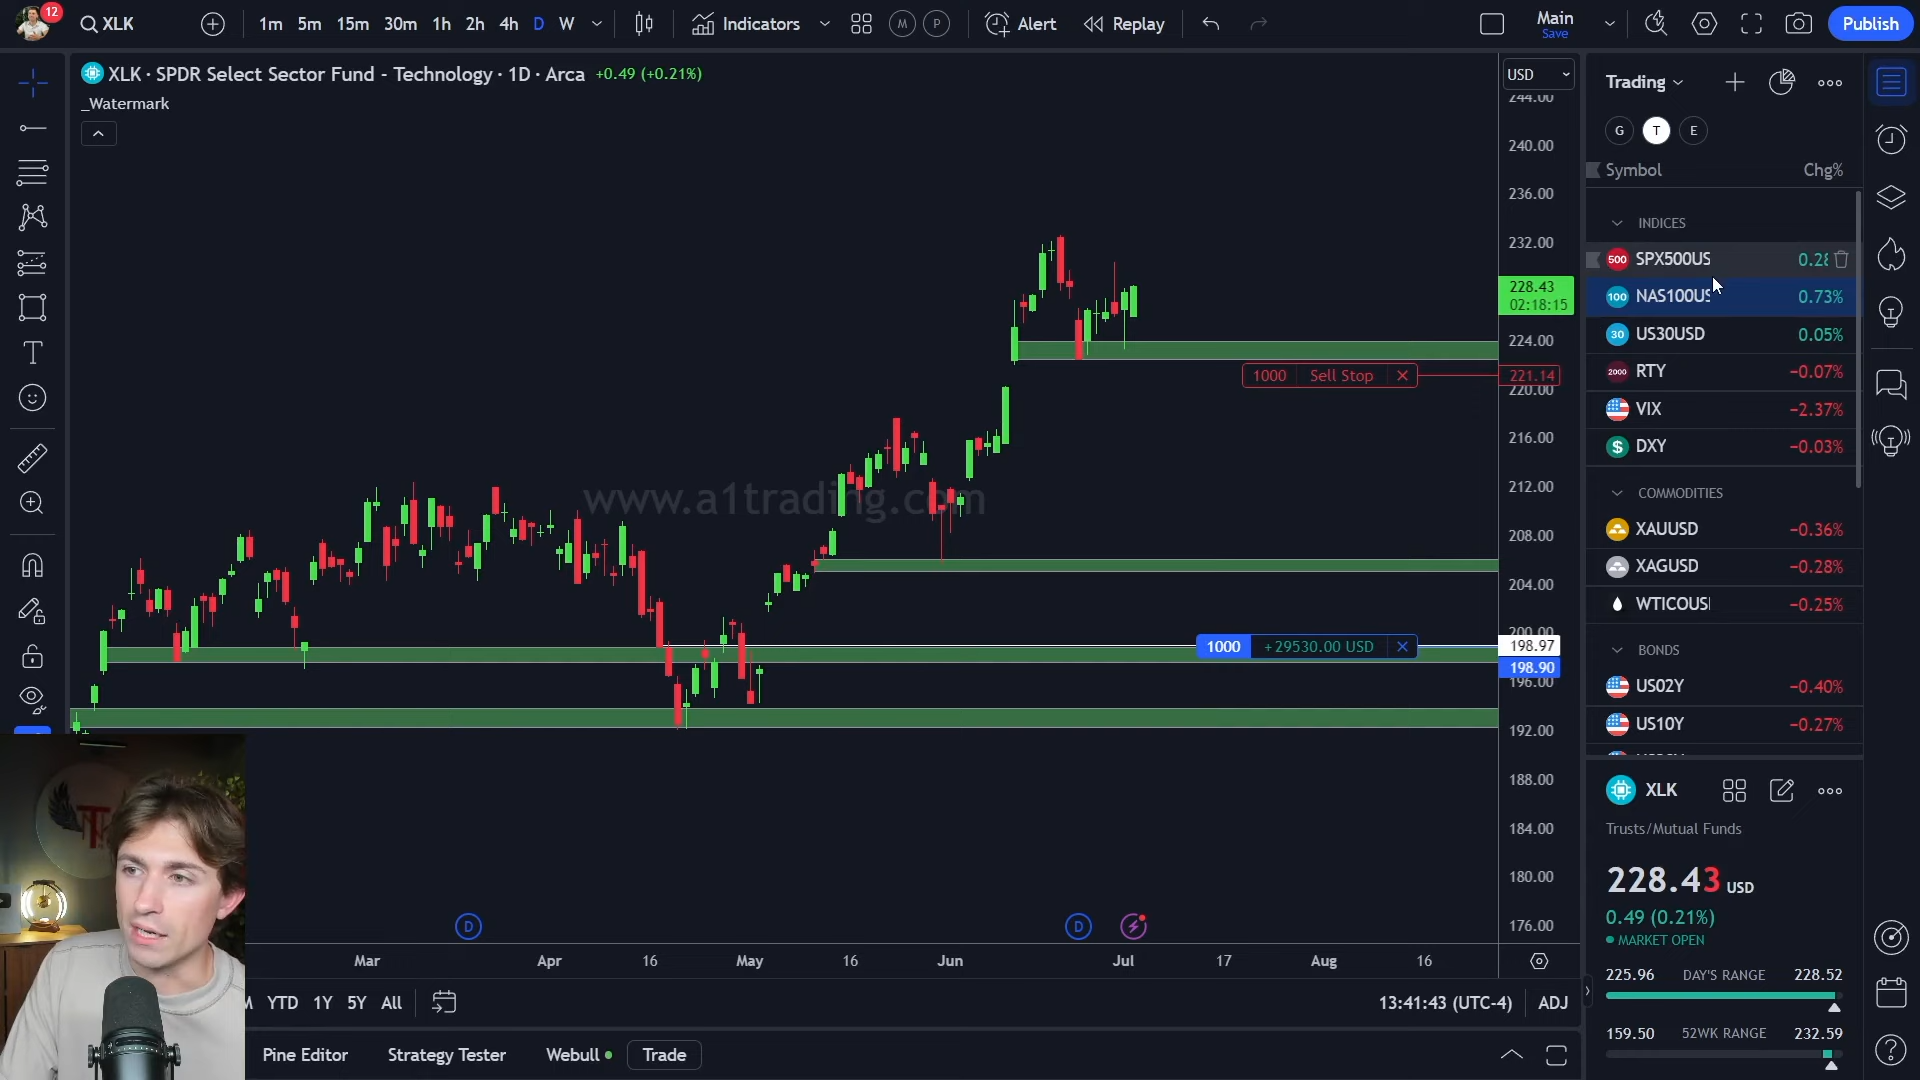 12
XLK
1m 5m 15m 30m 1h 2h 4h D W
Indicators
M P
Alert
Replay
Main
Save
Publish
XLK · SPDR Select Sector Fund - Technology · 1D · Arca +0.49 (+0.21%)
_Watermark
USD
244.00
240.00
236.00
232.00
228.43
02:18:15
224.00
1000 Sell Stop
221.14
220.00
216.00
212.00
www.a1trading.com
208.00
204.00
200.00
1000 +29530.00 USD
198.97
198.90
196.00
192.00
188.00
184.00
180.00
176.00
D D
Mar Apr 16 May 16 Jun Jul 17 Aug 16
YTD 1Y 5Y All
13:41:43 (UTC-4) ADJ
Pine Editor Strategy Tester Webull Trade
Trading
G T E
Symbol Chg%
INDICES
500 SPX500US 0.28
100 NAS100US 0.73%
30 US30USD 0.05%
2000 RTY −0.07%
VIX −2.37%
$ DXY −0.03%
COMMODITIES
XAUUSD −0.36%
XAGUSD −0.28%
WTICOUS −0.25%
BONDS
US02Y −0.40%
US10Y −0.27%
XLK
Trusts/Mutual Funds
228.43 USD
0.49 (0.21%)
MARKET OPEN
225.96 DAY'S RANGE 228.52
159.50 52WK RANGE 232.59